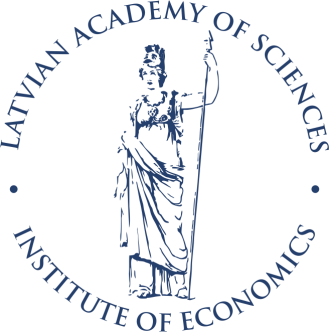 LATVIAN ACADEMY OF SCIENCES
INSTITUTE OF ECONOMICS